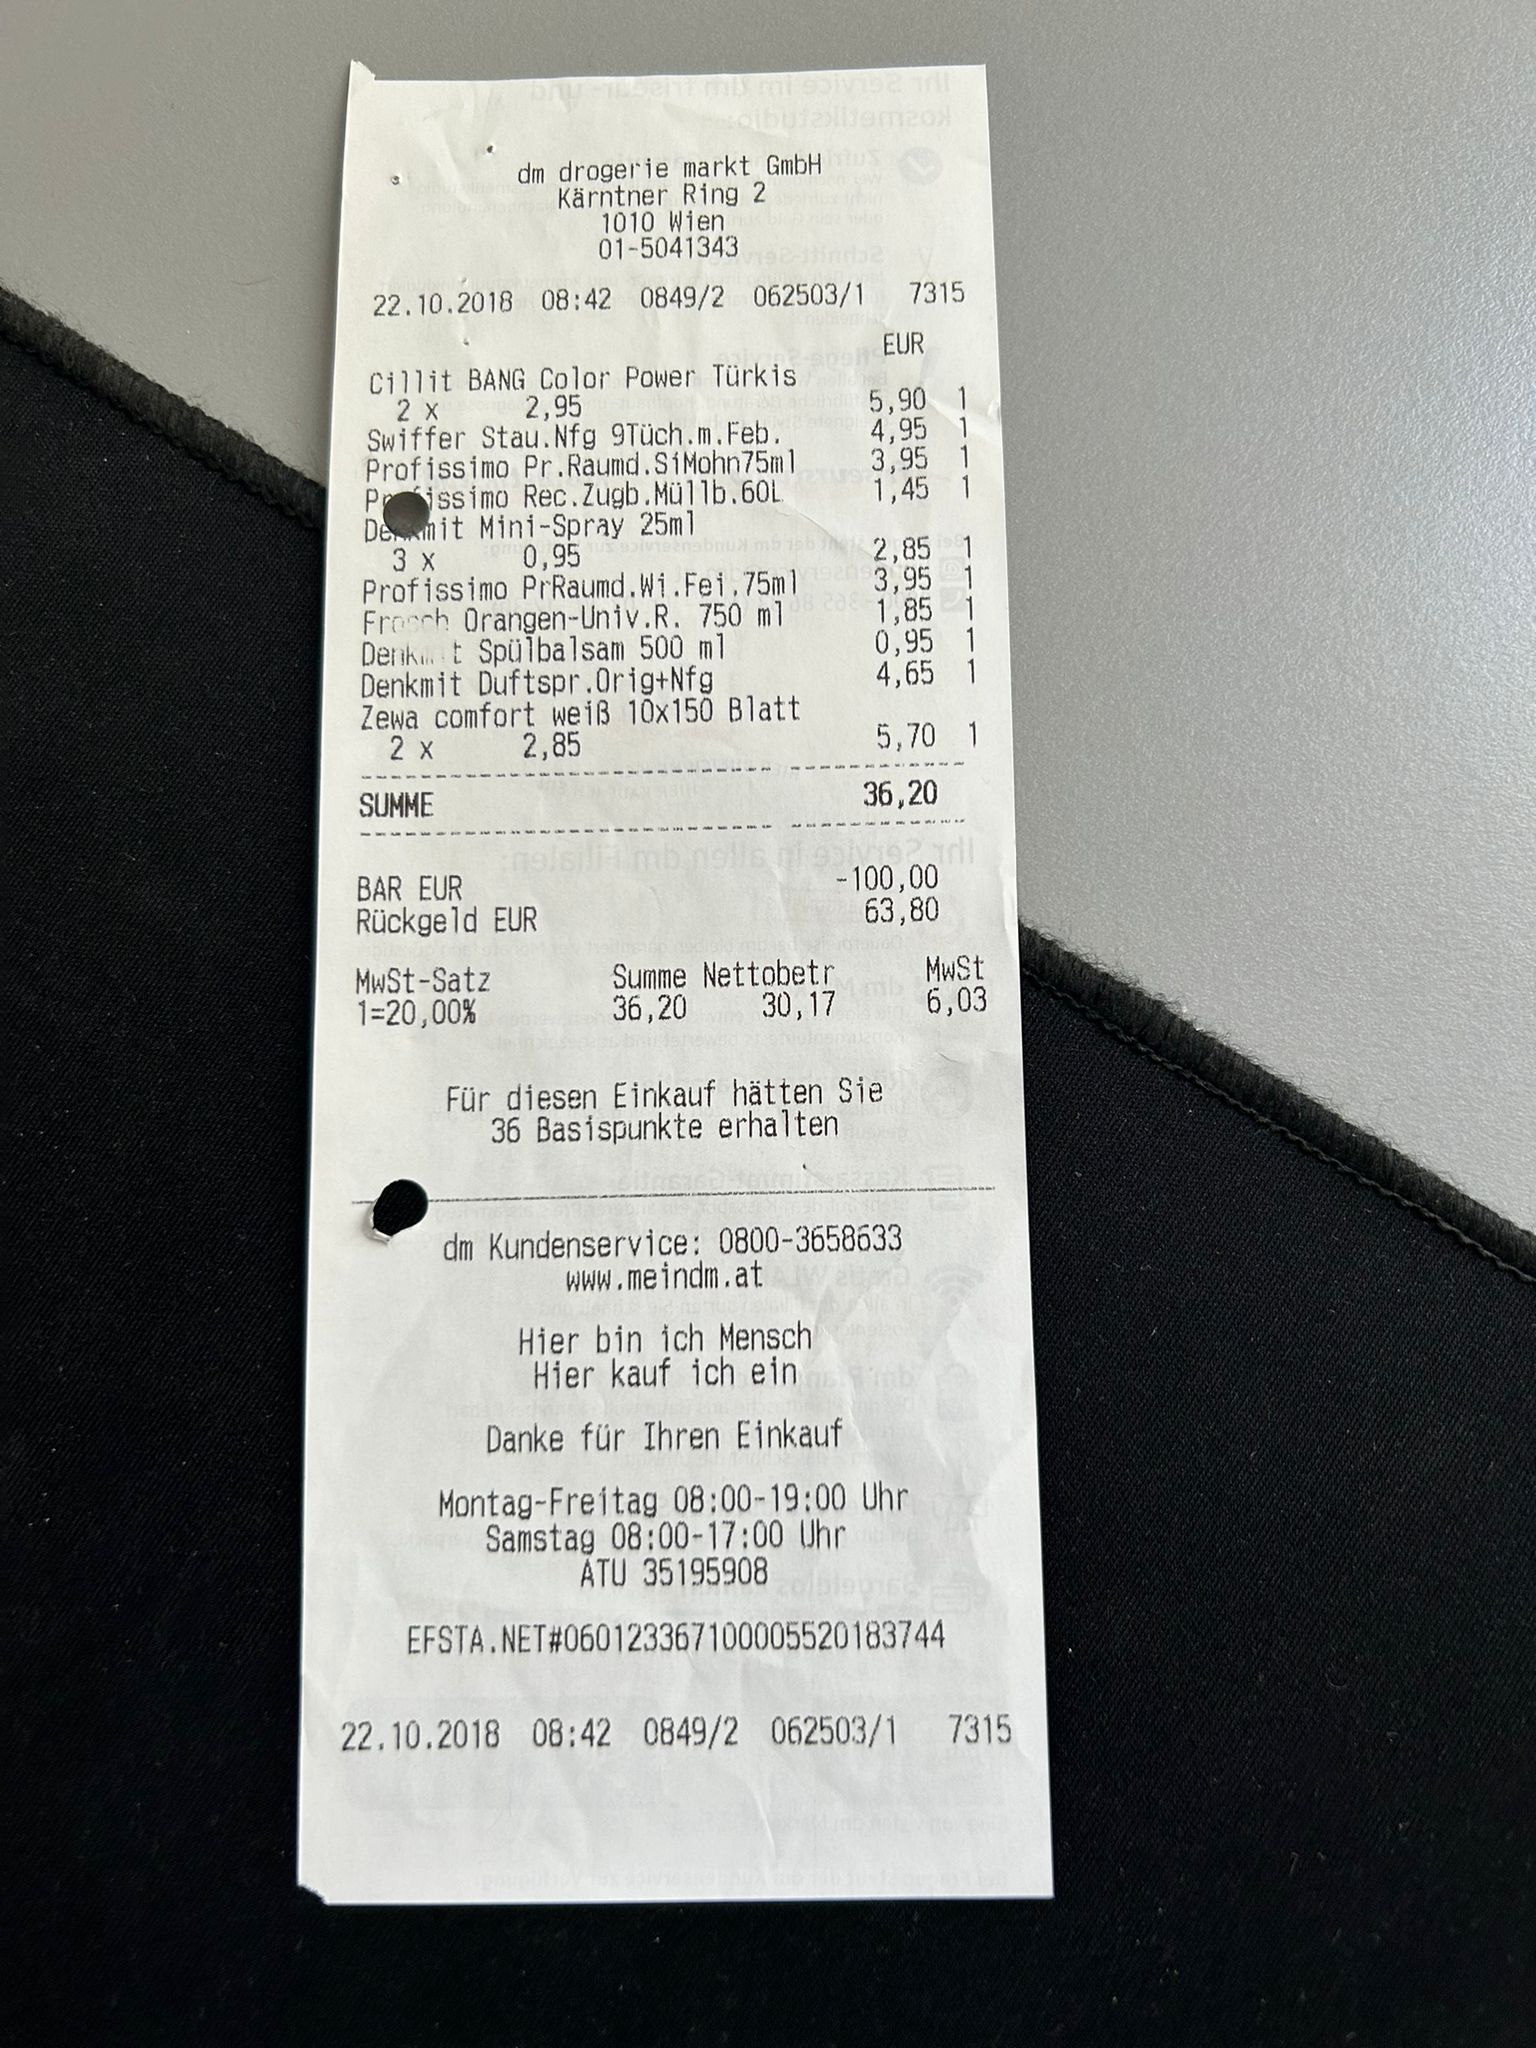 dm drogerie markt GmbH
Kärntner Ring 2
1010 Wien
01-5041343
22.10.2018 08:42 0849/2 062503/1 7315
EUR
Cillit BANG Color Power Türkis
2 x 2,95 5,90 1
Swiffer Stau.Nfg 9Tüch.m.Feb. 4,95 1
Profissimo Pr.Raumd.SiMohn75ml 3,95 1
Profissimo Rec.Zugb.Müllb.60L 1,45 1
Denkmit Mini-Spray 25ml
3 x 0,95 2,85 1
Profissimo PrRaumd.Wi.Fei.75ml 3,95 1
Frosch Orangen-Univ.R. 750 ml 1,85 1
Denkmit Spülbalsam 500 ml 0,95 1
Denkmit Duftspr.Orig+Nfg 4,65 1
Zewa comfort weiß 10x150 Blatt
2 x 2,85 5,70 1
SUMME 36,20
BAR EUR -100,00
Rückgeld EUR 63,80
MwSt-Satz Summe Nettobetr MwSt
1=20,00% 36,20 30,17 6,03
Für diesen Einkauf hätten Sie
36 Basispunkte erhalten
dm Kundenservice: 0800-3658633
www.meindm.at
Hier bin ich Mensch
Hier kauf ich ein
Danke für Ihren Einkauf
Montag-Freitag 08:00-19:00 Uhr
Samstag 08:00-17:00 Uhr
ATU 35195908
EFSTA.NET#060123367100005520183744
22.10.2018 08:42 0849/2 062503/1 7315